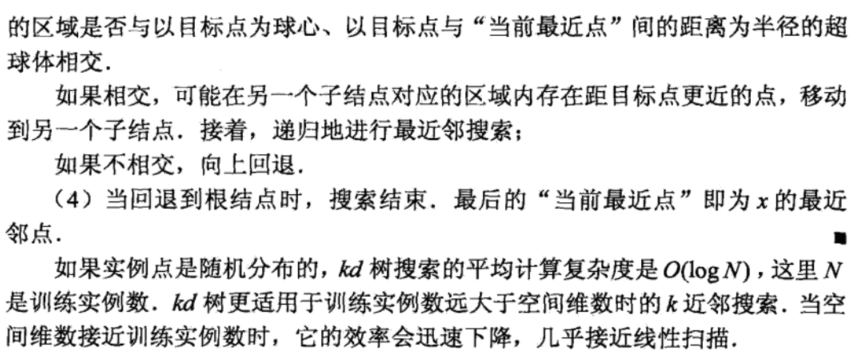 的区域是否与以目标点为球心、以目标点与“当前最近点”间的距离为半径的超
球体相交．
如果相交，可能在另一个子结点对应的区域内存在距目标点更近的点，移动
到另一个子结点．接着，递归地进行最近邻搜索；
如果不相交，向上回退．
（4）当回退到根结点时，搜索结束．最后的“当前最近点”即为 x 的最近
邻点．
如果实例点是随机分布的，kd 树搜索的平均计算复杂度是 O(log N)，这里 N
是训练实例数．kd 树更适用于训练实例数远大于空间维数时的 k 近邻搜索．当空
间维数接近训练实例数时，它的效率会迅速下降，几乎接近线性扫描．